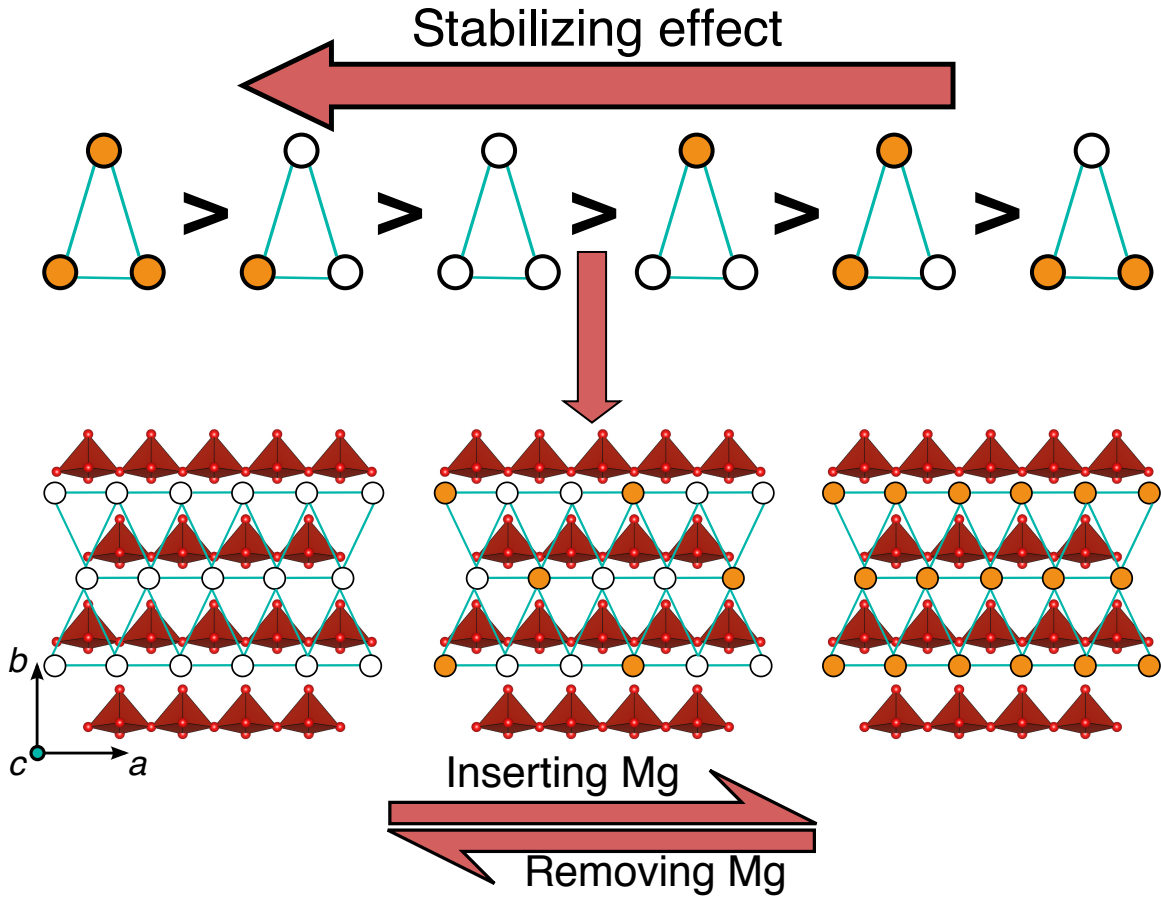 Stabilizing effect
> > > > >
b
c a
Inserting Mg
Removing Mg